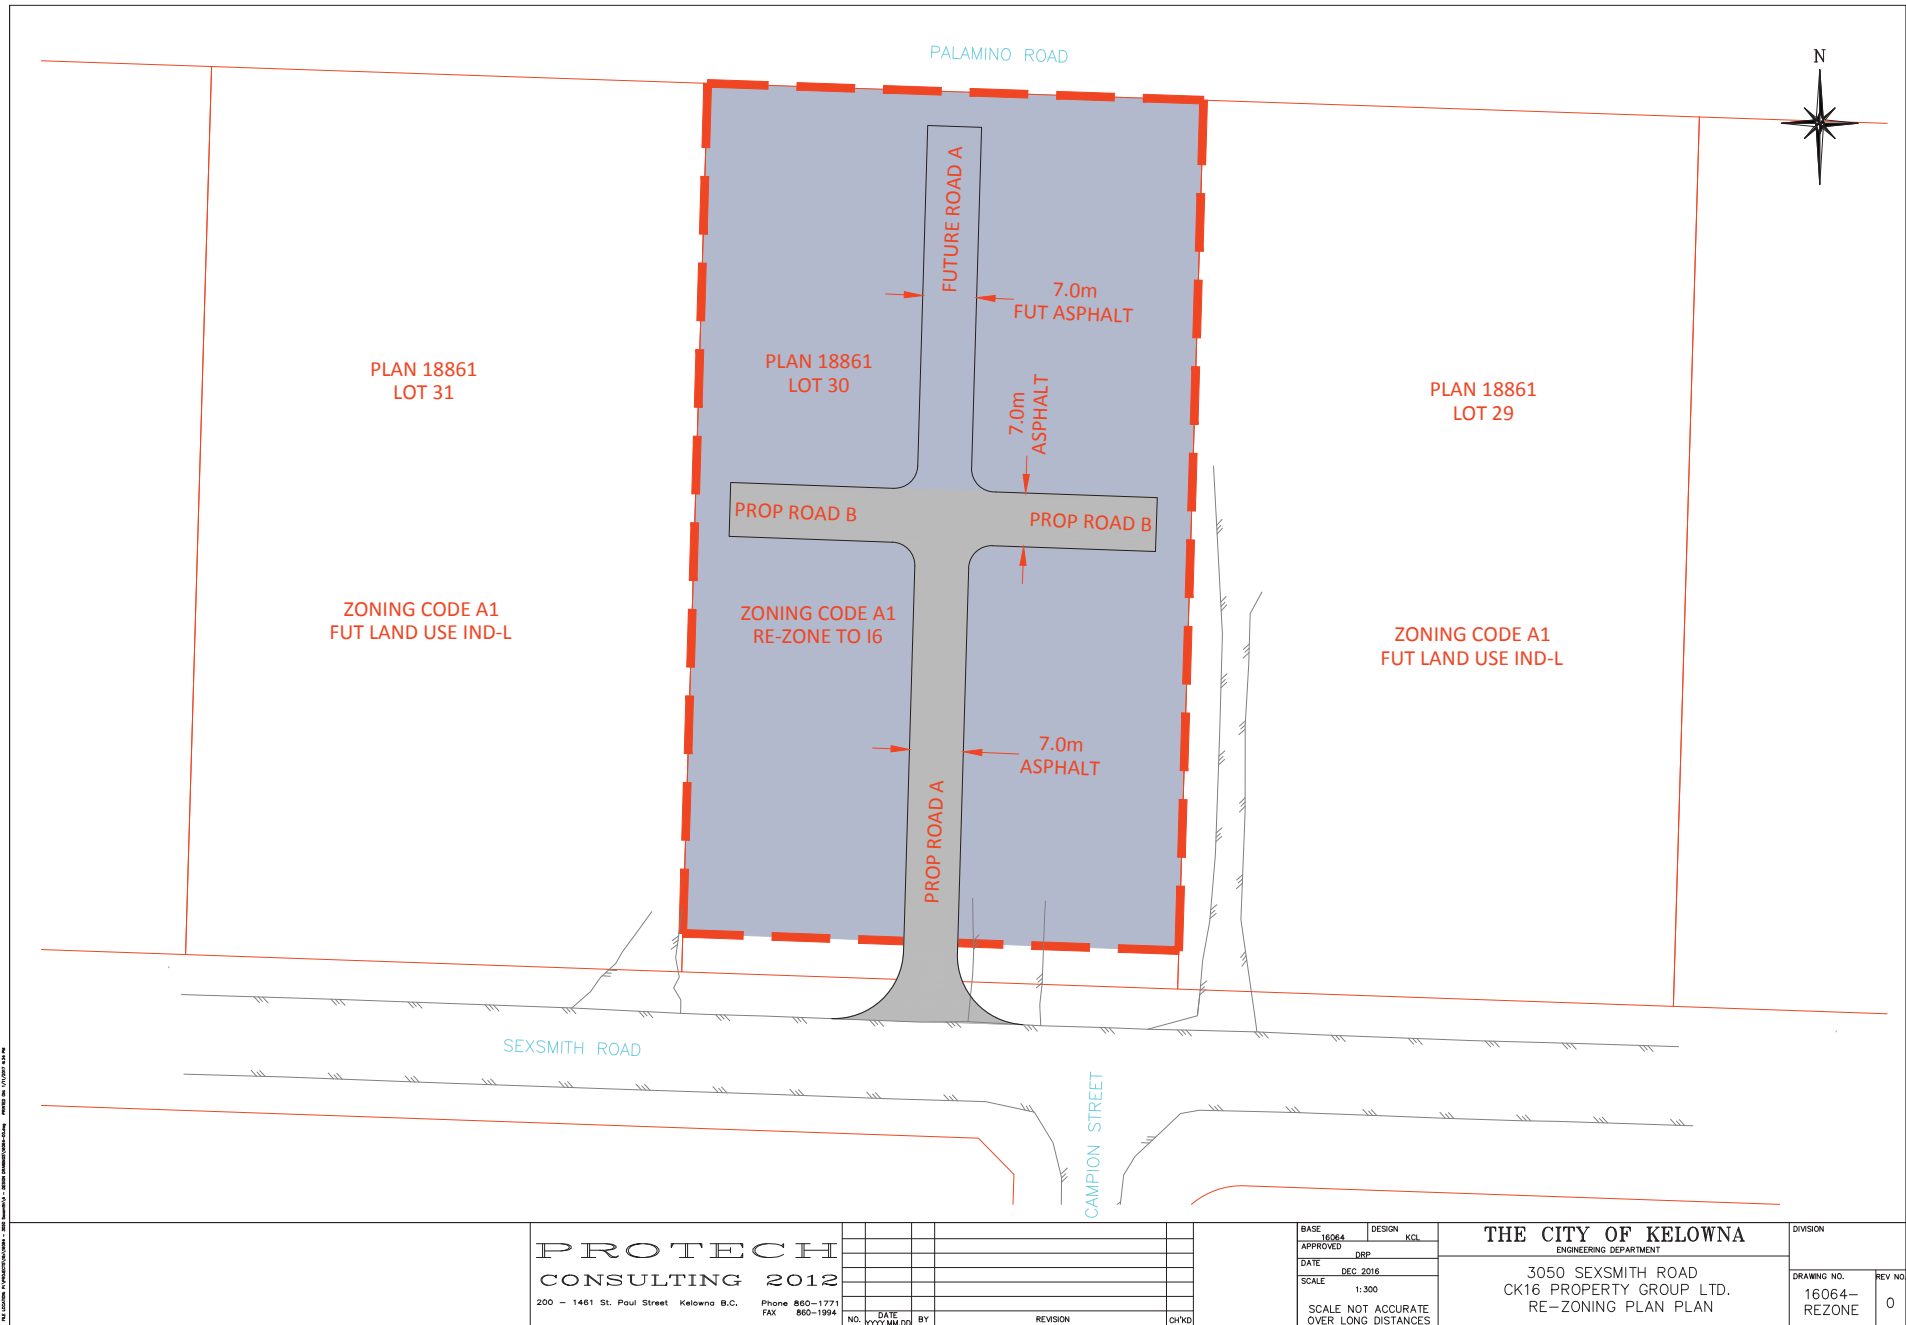 PALAMINO ROAD
N
FUTURE ROAD A
7.0m
FUT ASPHALT
PLAN 18861
LOT 31
PLAN 18861
LOT 30
7.0m
ASPHALT
PLAN 18861
LOT 29
PROP ROAD B
PROP ROAD B
ZONING CODE A1
FUT LAND USE IND-L
ZONING CODE A1
RE-ZONE TO I6
ZONING CODE A1
FUT LAND USE IND-L
7.0m
ASPHALT
PROP ROAD A
SEXSMITH ROAD
CAMPION STREET
PROTECH
CONSULTING 2012
200 - 1461 St. Paul Street Kelowna B.C. Phone 860-1771
FAX 860-1994
NO. DATE YYYY.MM.DD BY REVISION CH'KD
BASE 16064 DESIGN KCL
APPROVED DRP
DATE DEC 2016
SCALE 1:300
SCALE NOT ACCURATE
OVER LONG DISTANCES
THE CITY OF KELOWNA
ENGINEERING DEPARTMENT
3050 SEXSMITH ROAD
CK16 PROPERTY GROUP LTD.
RE-ZONING PLAN PLAN
DIVISION
DRAWING NO.
16064-
REZONE
REV NO.
0